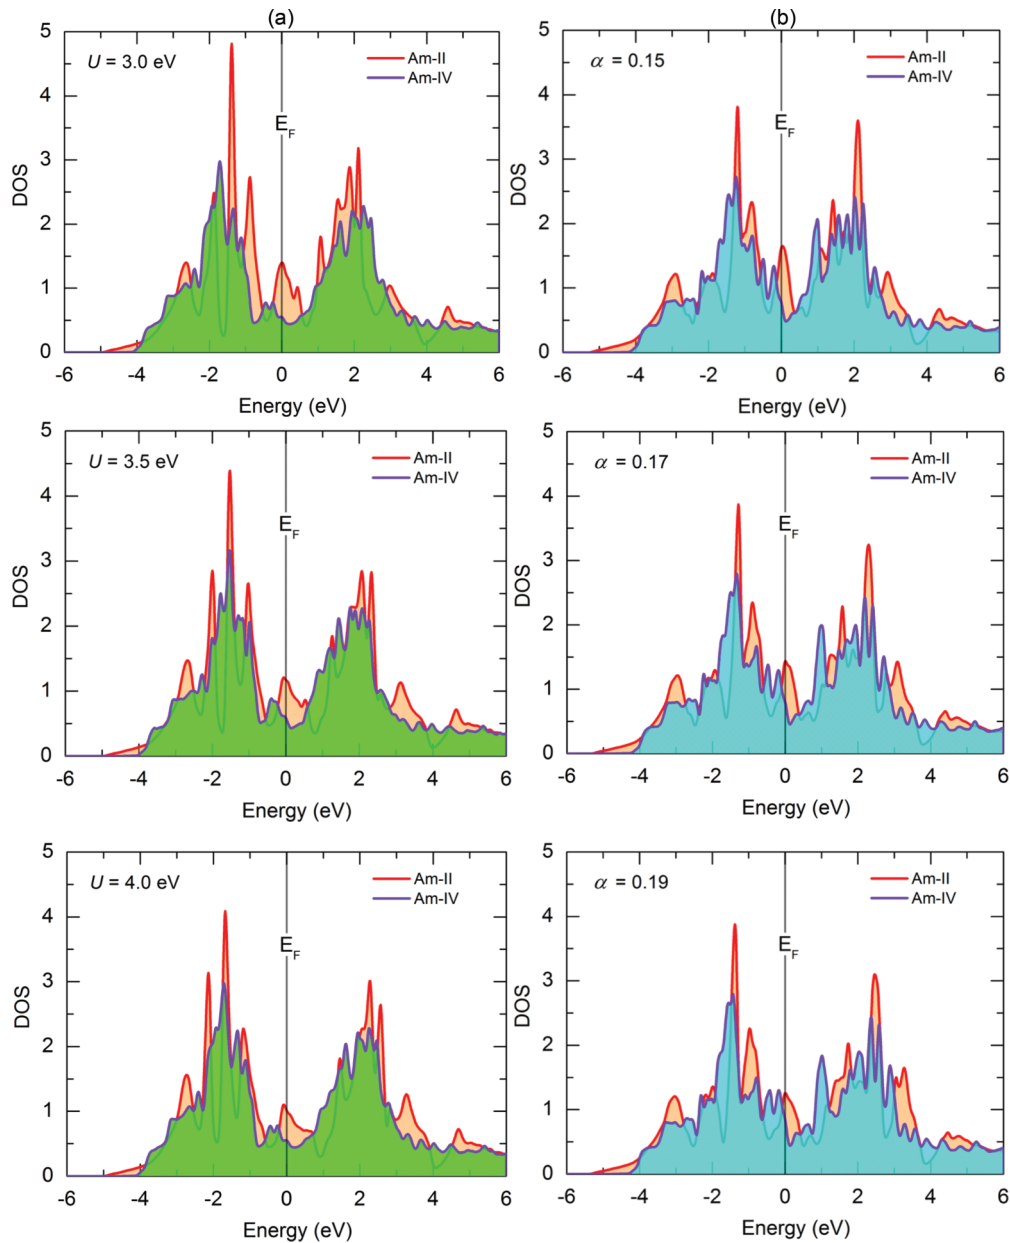 (a)
(b)
5
4
3
2
1
0
DOS
U = 3.0 eV
Am-II
Am-IV
E_F
-6 -4 -2 0 2 4 6
Energy (eV)
5
4
3
2
1
0
DOS
α = 0.15
Am-II
Am-IV
E_F
-6 -4 -2 0 2 4 6
Energy (eV)
5
4
3
2
1
0
DOS
U = 3.5 eV
Am-II
Am-IV
E_F
-6 -4 -2 0 2 4 6
Energy (eV)
5
4
3
2
1
0
DOS
α = 0.17
Am-II
Am-IV
E_F
-6 -4 -2 0 2 4 6
Energy (eV)
5
4
3
2
1
0
DOS
U = 4.0 eV
Am-II
Am-IV
E_F
-6 -4 -2 0 2 4 6
Energy (eV)
5
4
3
2
1
0
DOS
α = 0.19
Am-II
Am-IV
E_F
-6 -4 -2 0 2 4 6
Energy (eV)